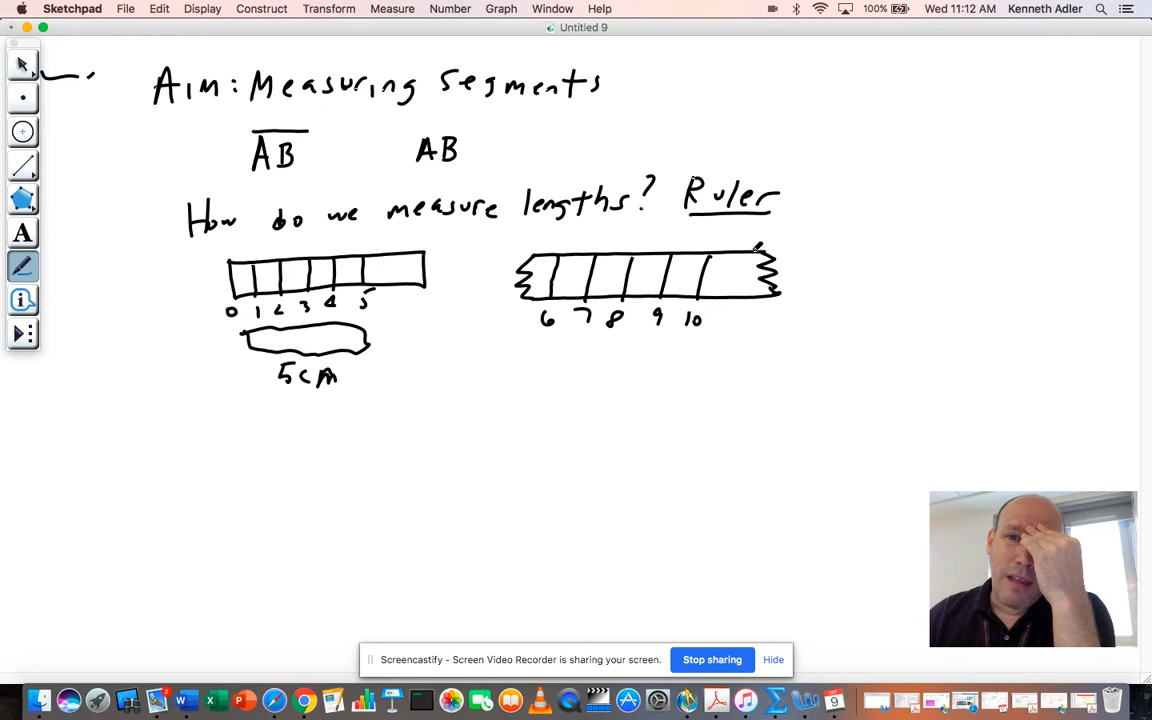 Sketchpad File Edit Display Construct Transform Measure Number Graph Window Help 100% Wed 11:12 AM Kenneth Adler
Untitled 9
Aim: Measuring Segments
AB AB
How do we measure lengths? Ruler
0 1 2 3 4 5 6 7 8 9 10
5cm
A
Screencastify - Screen Video Recorder is sharing your screen. Stop sharing Hide